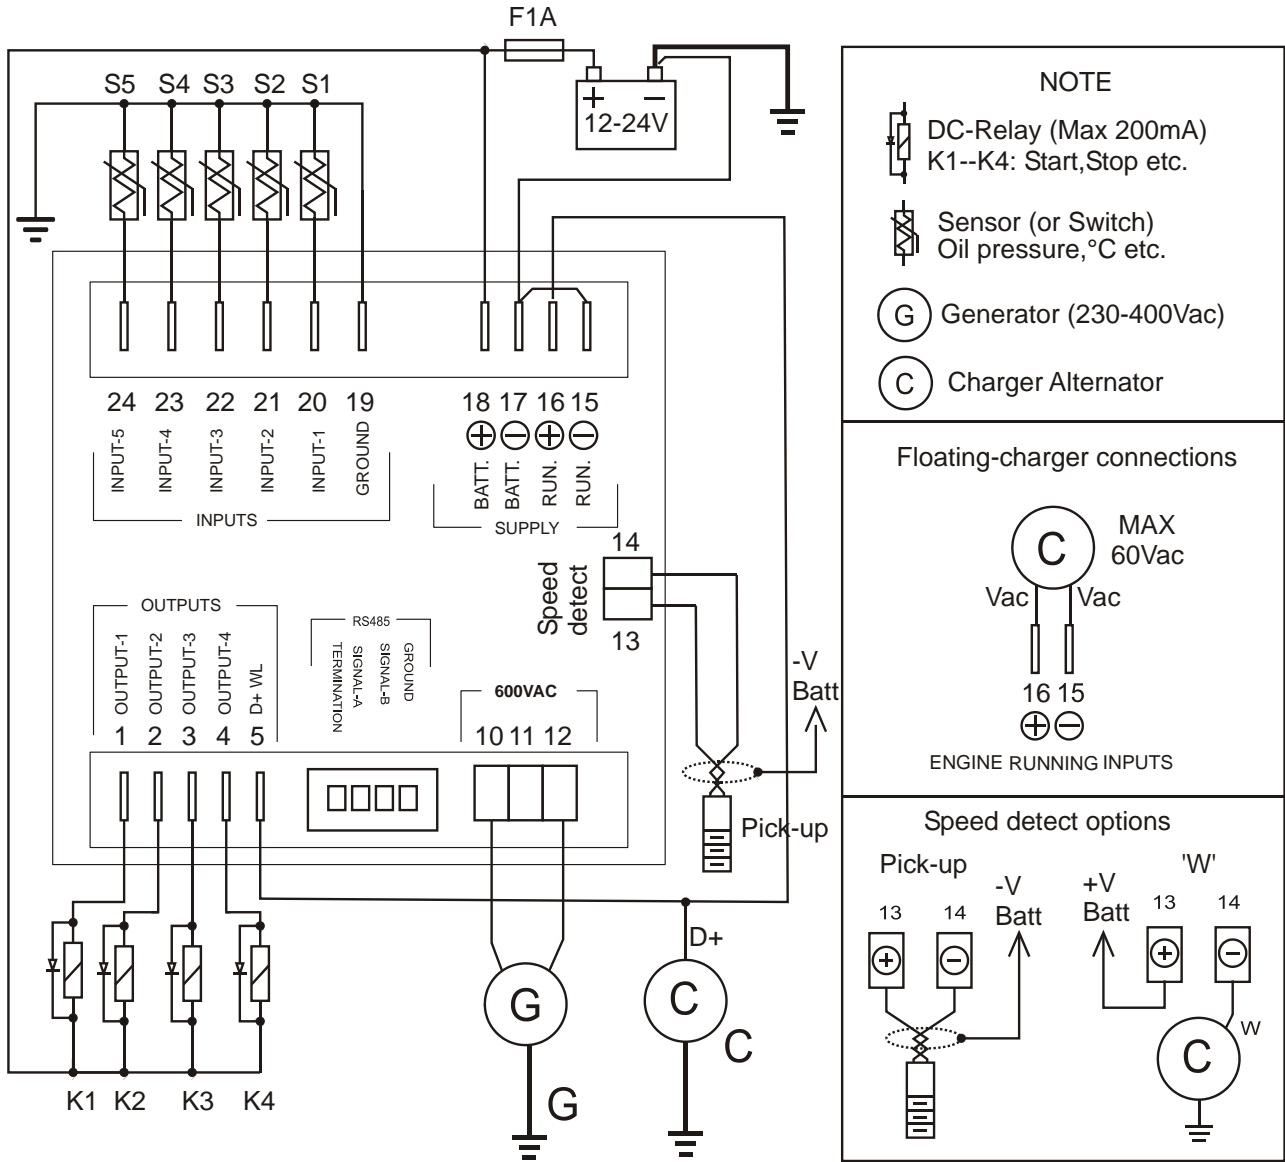 F1A
S5 S4 S3 S2 S1
+ −
12-24V
24 23 22 21 20 19
INPUT-5
INPUT-4
INPUT-3
INPUT-2
INPUT-1
GROUND
INPUTS
18 17 16 15
+ − + −
BATT.
BATT.
RUN.
RUN.
SUPPLY
14
Speed
detect
13
OUTPUTS
OUTPUT-1
OUTPUT-2
OUTPUT-3
OUTPUT-4
D+ WL
1 2 3 4 5
RS485
TERMINATION
SIGNAL-A
SIGNAL-B
GROUND
600VAC
10 11 12
-V
Batt
Pick-up
D+
G
C
C
G
K1 K2 K3 K4
NOTE
DC-Relay (Max 200mA)
K1--K4: Start,Stop etc.
Sensor (or Switch)
Oil pressure,°C etc.
G Generator (230-400Vac)
C Charger Alternator
Floating-charger connections
C
MAX
60Vac
Vac Vac
16 15
+ −
ENGINE RUNNING INPUTS
Speed detect options
Pick-up
-V
Batt
13 14
+ −
'W'
+V
Batt
13 14
+ −
W
C